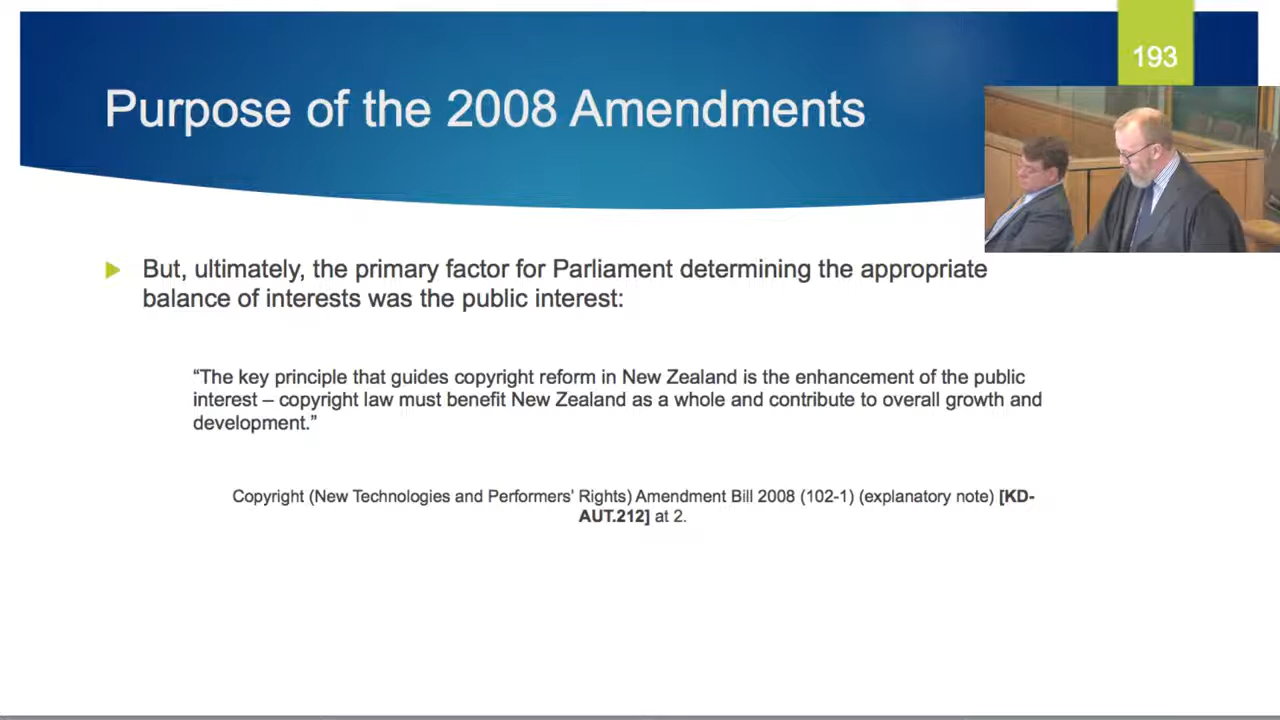 193
Purpose of the 2008 Amendments
But, ultimately, the primary factor for Parliament determining the appropriate
balance of interests was the public interest:
“The key principle that guides copyright reform in New Zealand is the enhancement of the public
interest – copyright law must benefit New Zealand as a whole and contribute to overall growth and
development.”
Copyright (New Technologies and Performers’ Rights) Amendment Bill 2008 (102-1) (explanatory note) [KD-
AUT.212] at 2.